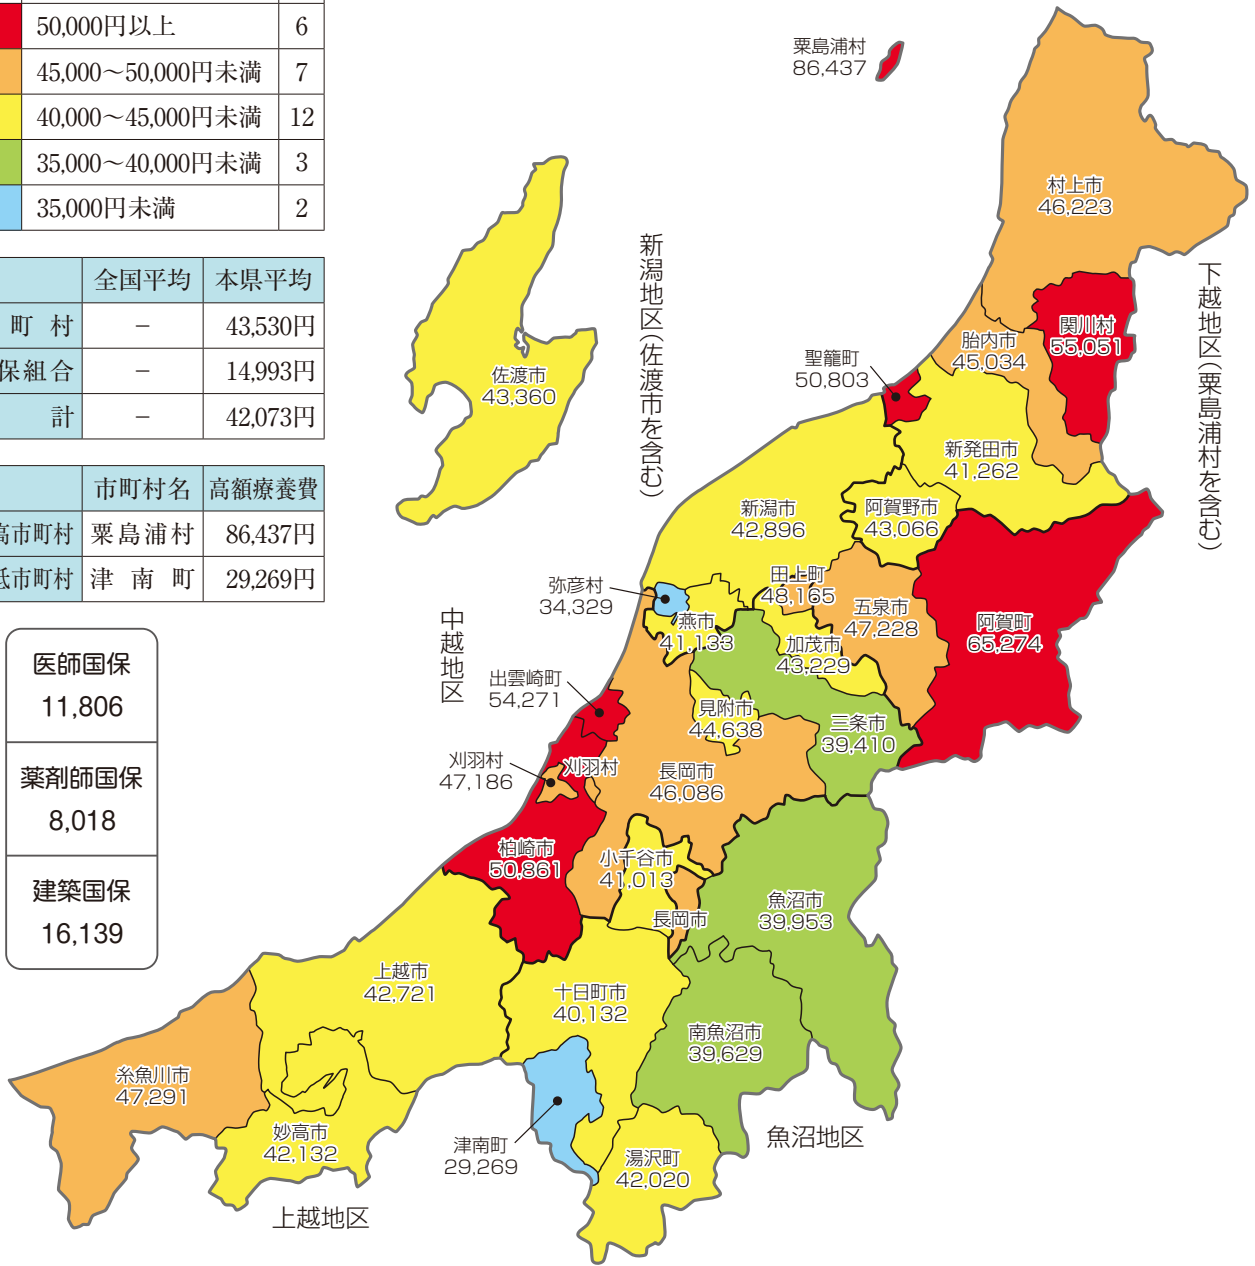 50,000円以上 6
45,000〜50,000円未満 7
40,000〜45,000円未満 12
35,000〜40,000円未満 3
35,000円未満 2
全国平均 本県平均
町 村 － 43,530円
保組合 － 14,993円
計 － 42,073円
市町村名 高額療養費
高市町村 粟島浦村 86,437円
低市町村 津南町 29,269円
医師国保
11,806
薬剤師国保
8,018
建築国保
16,139
粟島浦村
86,437
村上市
46,223
新潟地区(佐渡市を含む)
下越地区(粟島浦村を含む)
関川村
55,051
胎内市
45,034
聖籠町
50,803
佐渡市
43,360
新発田市
41,262
新潟市
42,896
阿賀野市
43,066
田上町
48,165
弥彦村
34,329
五泉市
47,228
阿賀町
65,274
燕市
41,133
加茂市
43,229
中越地区
出雲崎町
54,271
見附市
44,638
三条市
39,410
刈羽村
47,186
刈羽村
長岡市
46,086
柏崎市
50,861
小千谷市
41,013
長岡市
魚沼市
39,953
上越市
42,721
十日町市
40,132
南魚沼市
39,629
糸魚川市
47,291
妙高市
42,132
津南町
29,269
湯沢町
42,020
魚沼地区
上越地区